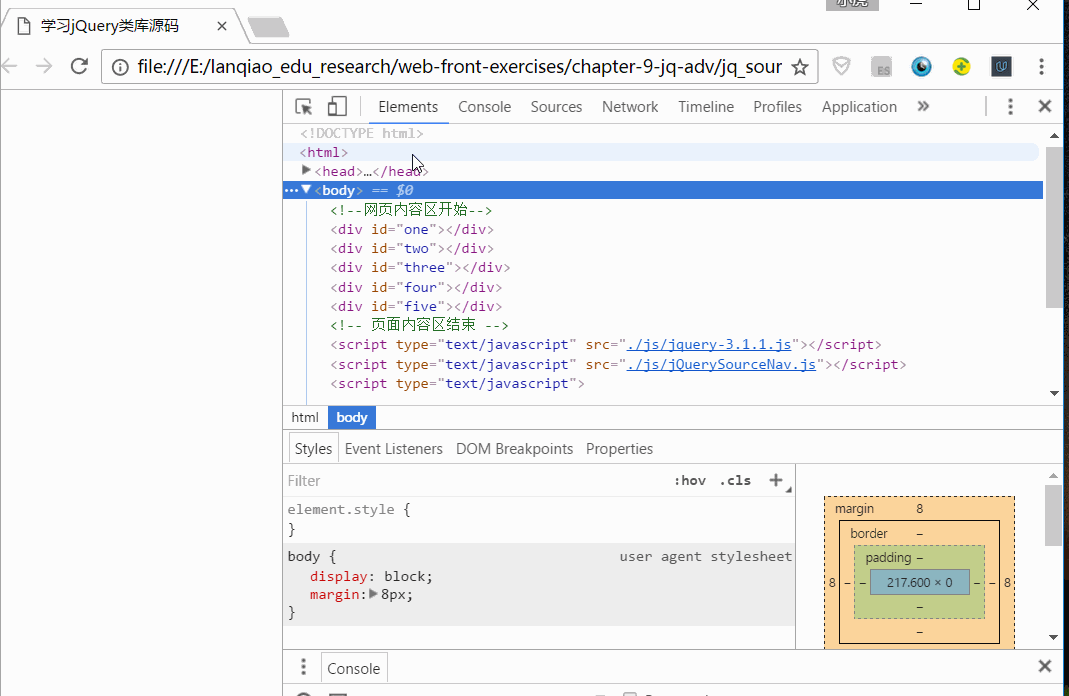 小虎
学习jQuery类库源码
file:///E:/lanqiao_edu_research/web-front-exercises/chapter-9-jq-adv/jq_sour
ES
Elements Console Sources Network Timeline Profiles Application
<!DOCTYPE html>
<html>
<head>…</head>
<body> == $0
<!--网页内容区开始-->
<div id="one"></div>
<div id="two"></div>
<div id="three"></div>
<div id="four"></div>
<div id="five"></div>
<!-- 页面内容区结束 -->
<script type="text/javascript" src="./js/jquery-3.1.1.js"></script>
<script type="text/javascript" src="./js/jQuerySourceNav.js"></script>
<script type="text/javascript">
html body
Styles Event Listeners DOM Breakpoints Properties
Filter :hov .cls +
element.style {
}
body { user agent stylesheet
display: block;
margin: 8px;
}
margin 8
border –
padding –
8 – – 217.600 × 0 – – 8
–
–
Console